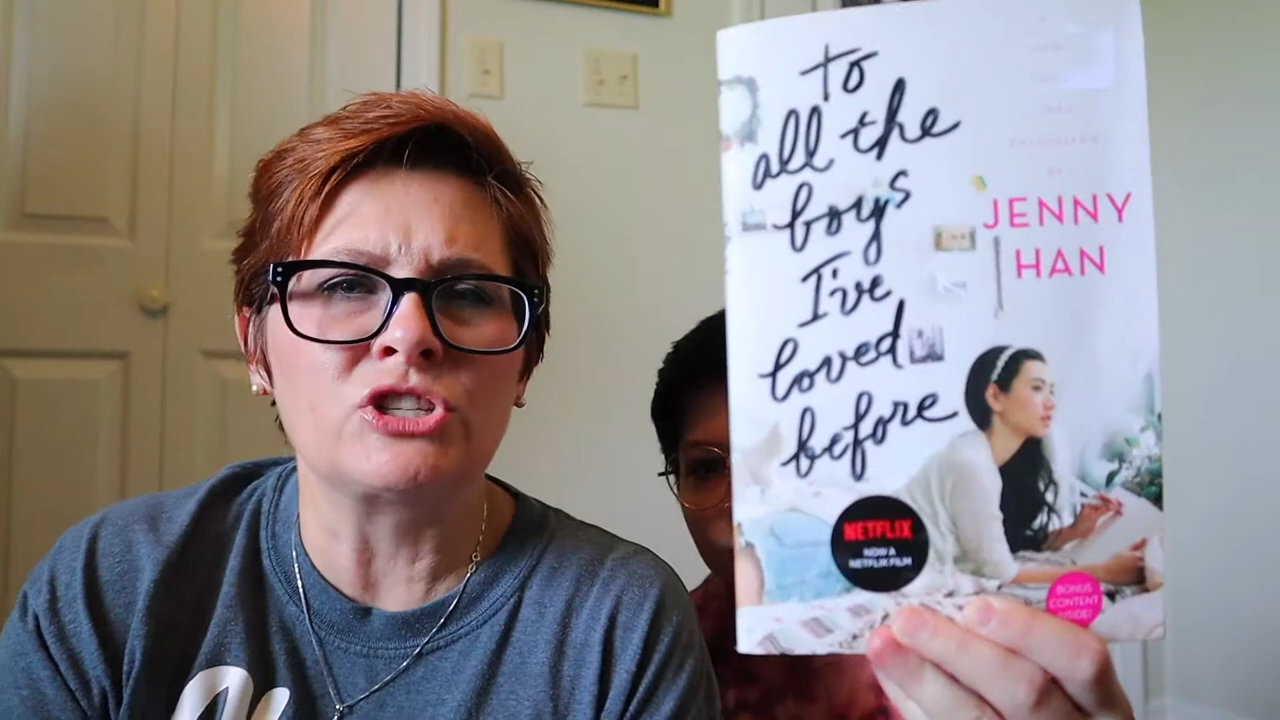 to
all the
boys
I've
loved
before
JENNY
HAN
NETFLIX
NOW A
NETFLIX FILM
BONUS
CONTENT
INSIDE!